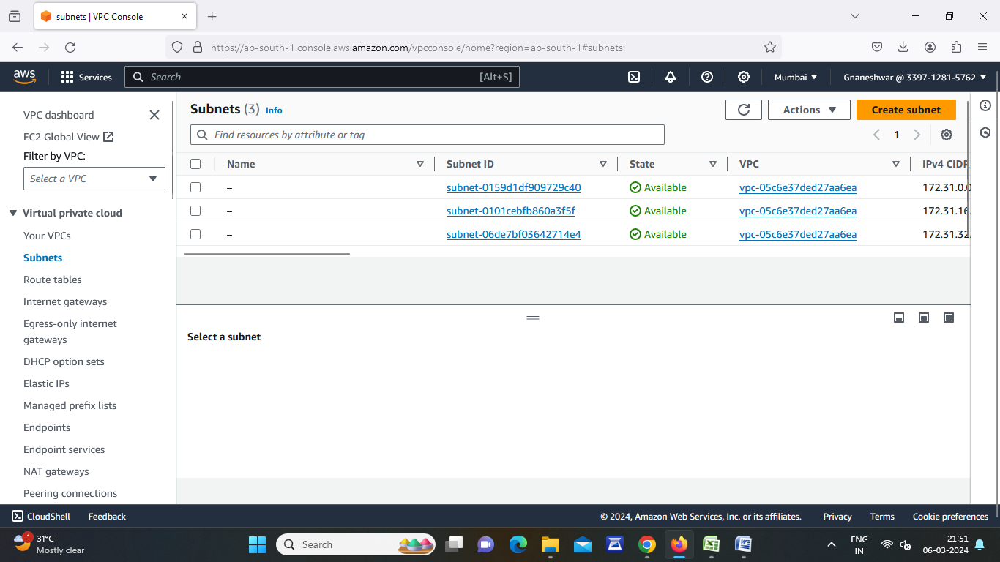 subnets | VPC Console
https://ap-south-1.console.aws.amazon.com/vpcconsole/home?region=ap-south-1#subnets:
aws Services Search [Alt+S] Mumbai Gnaneshwar @ 3397-1281-5762
VPC dashboard
EC2 Global View
Filter by VPC:
Select a VPC
Virtual private cloud
Your VPCs
Subnets
Route tables
Internet gateways
Egress-only internet
gateways
DHCP option sets
Elastic IPs
Managed prefix lists
Endpoints
Endpoint services
NAT gateways
Peering connections
Subnets (3) Info Actions Create subnet
Find resources by attribute or tag 1
Name Subnet ID State VPC IPv4 CIDR
– subnet-0159d1df909729c40 Available vpc-05c6e37ded27aa6ea 172.31.0.0
– subnet-0101cebfb860a3f5f Available vpc-05c6e37ded27aa6ea 172.31.16
– subnet-06de7bf03642714e4 Available vpc-05c6e37ded27aa6ea 172.31.32
Select a subnet
CloudShell Feedback © 2024, Amazon Web Services, Inc. or its affiliates. Privacy Terms Cookie preferences
1 31°C
Mostly clear
Search
ENG
IN
21:51
06-03-2024